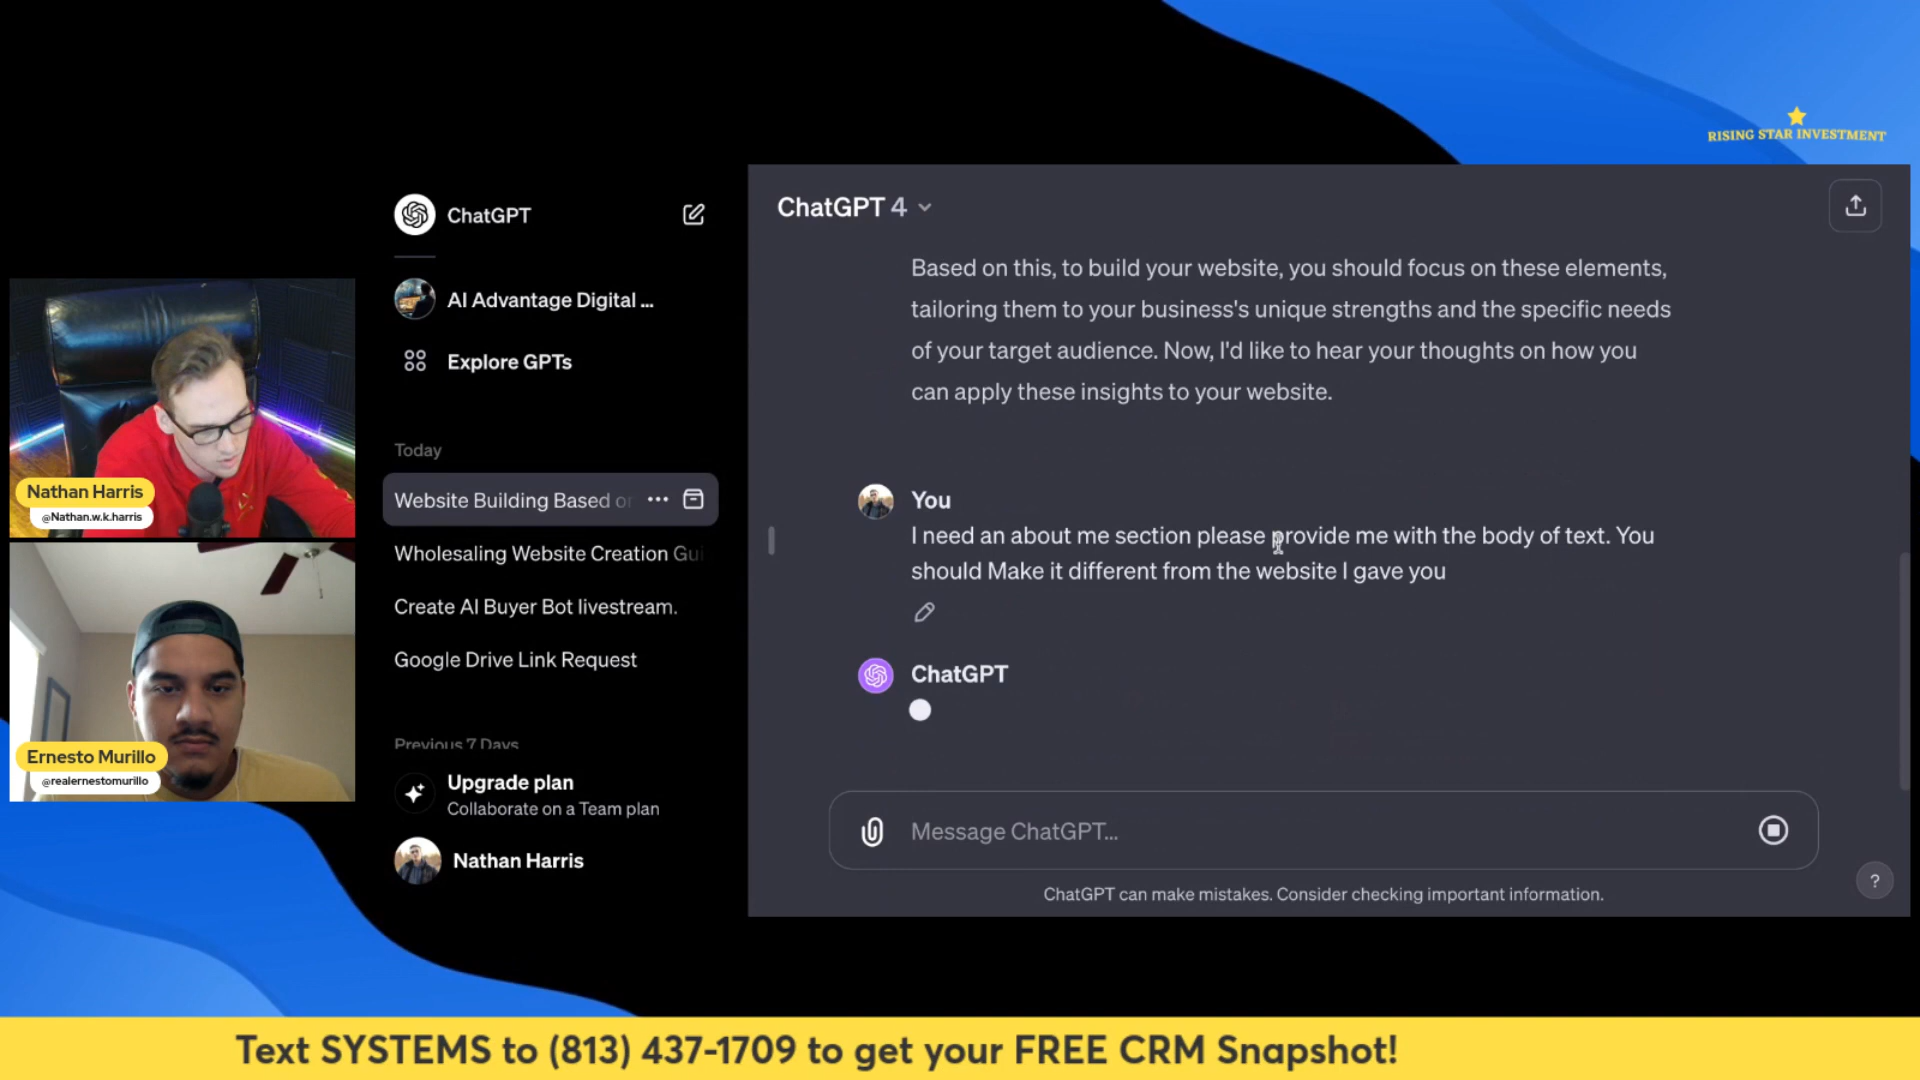 RISING STAR INVESTMENT
ChatGPT
AI Advantage Digital ...
Explore GPTs
Today
Website Building Based or
Wholesaling Website Creation Gui
Create AI Buyer Bot livestream.
Google Drive Link Request
Previous 7 Days
Upgrade plan
Collaborate on a Team plan
Nathan Harris
ChatGPT 4
Based on this, to build your website, you should focus on these elements,
tailoring them to your business's unique strengths and the specific needs
of your target audience. Now, I'd like to hear your thoughts on how you
can apply these insights to your website.
You
I need an about me section please provide me with the body of text. You
should Make it different from the website I gave you
ChatGPT
Message ChatGPT...
ChatGPT can make mistakes. Consider checking important information.
?
Nathan Harris
@Nathan.w.k.harris
Ernesto Murillo
@realernestomurillo
Text SYSTEMS to (813) 437-1709 to get your FREE CRM Snapshot!